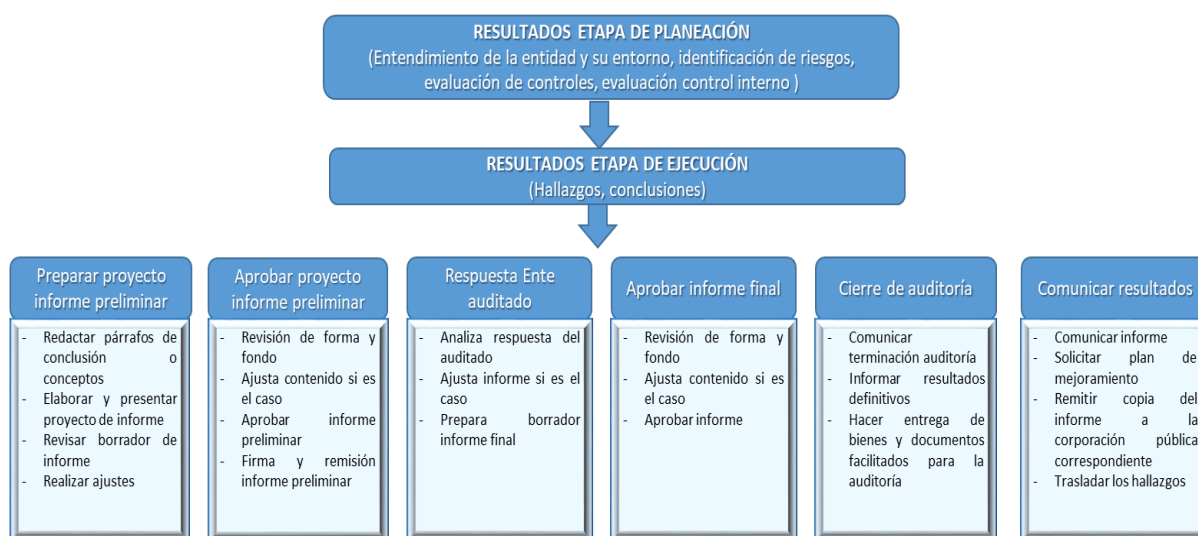 RESULTADOS ETAPA DE PLANEACIÓN
(Entendimiento de la entidad y su entorno, identificación de riesgos,
evaluación de controles, evaluación control interno )
RESULTADOS ETAPA DE EJECUCIÓN
(Hallazgos, conclusiones)
Preparar proyecto
informe preliminar
- Redactar párrafos de
conclusión o
conceptos
- Elaborar y presentar
proyecto de informe
- Revisar borrador de
informe
- Realizar ajustes
Aprobar proyecto
informe preliminar
- Revisión de forma y
fondo
- Ajusta contenido si es
el caso
- Aprobar informe
preliminar
- Firma y remisión
informe preliminar
Respuesta Ente
auditado
- Analiza respuesta del
auditado
- Ajusta informe si es el
caso
- Prepara borrador
informe final
Aprobar informe final
- Revisión de forma y
fondo
- Ajusta contenido si es
el caso
- Aprobar informe
Cierre de auditoría
- Comunicar
terminación auditoría
- Informar resultados
definitivos
- Hacer entrega de
bienes y documentos
facilitados para la
auditoría
Comunicar resultados
- Comunicar informe
- Solicitar plan de
mejoramiento
- Remitir copia del
informe a la
corporación pública
correspondiente
- Trasladar los hallazgos